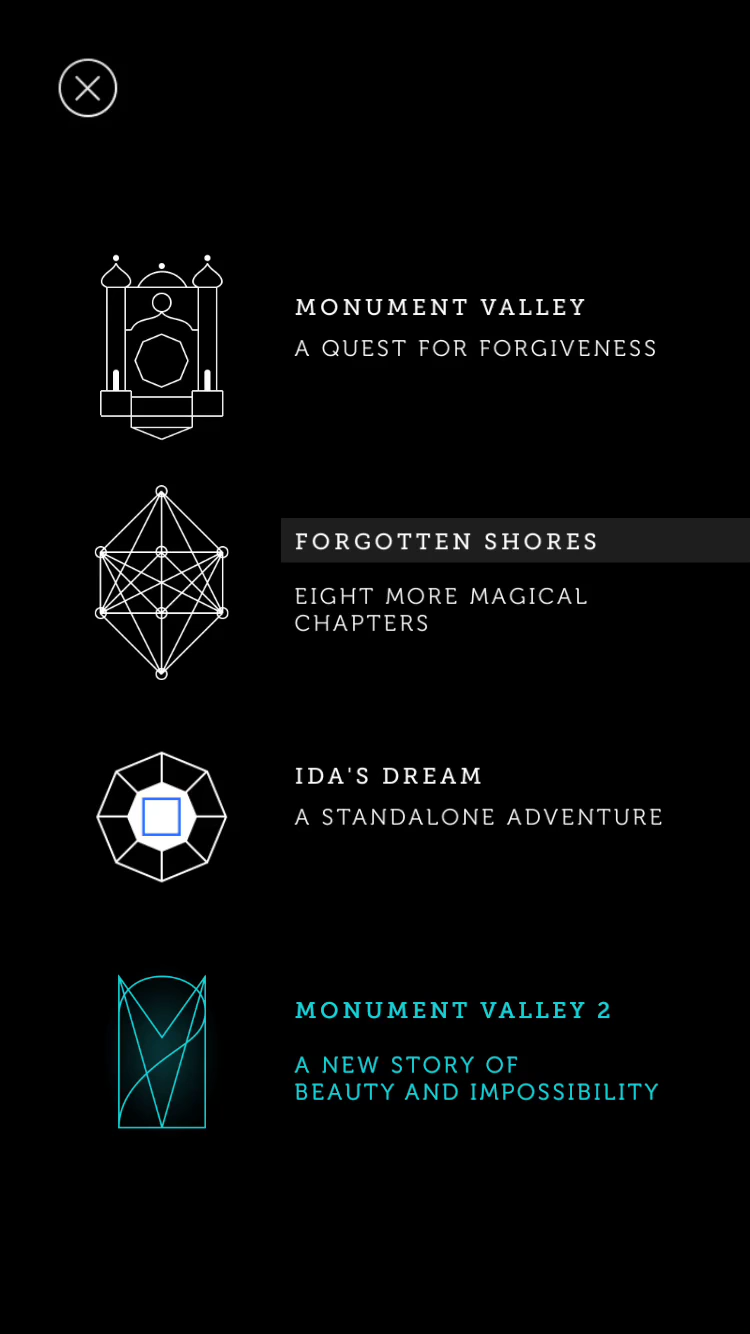 MONUMENT VALLEY
A QUEST FOR FORGIVENESS
FORGOTTEN SHORES
EIGHT MORE MAGICAL
CHAPTERS
IDA'S DREAM
A STANDALONE ADVENTURE
MONUMENT VALLEY 2
A NEW STORY OF
BEAUTY AND IMPOSSIBILITY